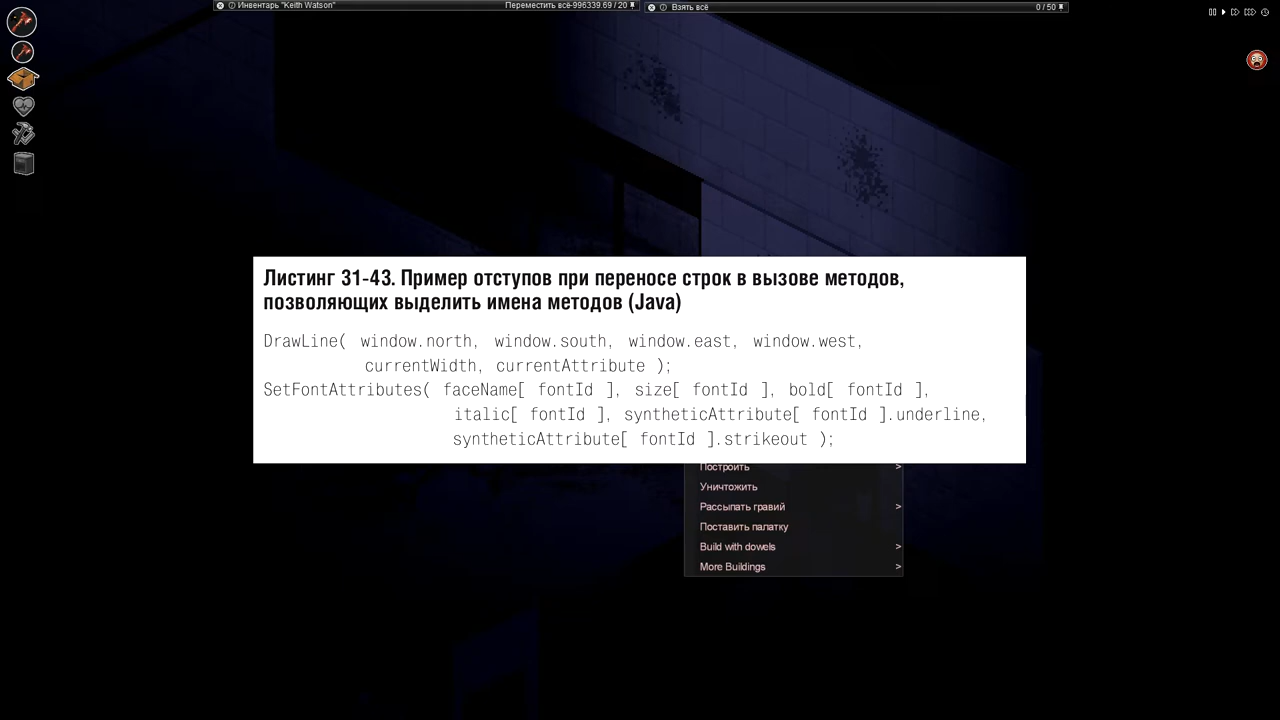 Инвентарь "Keith Watson"
Переместить всё-996339.69 / 20
Взять всё
0 / 50
Листинг 31-43. Пример отступов при переносе строк в вызове методов,
позволяющих выделить имена методов (Java)
DrawLine( window.north, window.south, window.east, window.west,
currentWidth, currentAttribute );
SetFontAttributes( faceName[ fontId ], size[ fontId ], bold[ fontId ],
italic[ fontId ], syntheticAttribute[ fontId ].underline,
syntheticAttribute[ fontId ].strikeout );
Построить >
Уничтожить
Рассыпать гравий >
Поставить палатку
Build with dowels >
More Buildings >